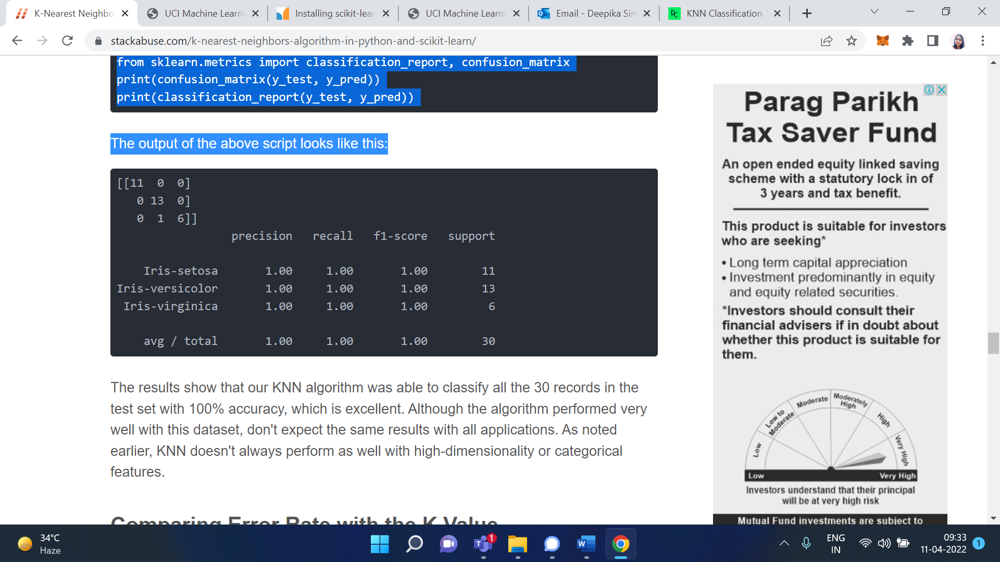 K-Nearest Neighbo
UCI Machine Learni
Installing scikit-lear
UCI Machine Learni
Email - Deepika Sin
KNN Classification
stackabuse.com/k-nearest-neighbors-algorithm-in-python-and-scikit-learn/
from sklearn.metrics import classification_report, confusion_matrix
print(confusion_matrix(y_test, y_pred))
print(classification_report(y_test, y_pred))
The output of the above script looks like this:
[[11  0  0]
   0 13  0]
   0  1  6]]
precision   recall   f1-score   support
Iris-setosa   1.00   1.00   1.00   11
Iris-versicolor   1.00   1.00   1.00   13
Iris-virginica   1.00   1.00   1.00   6
avg / total   1.00   1.00   1.00   30
The results show that our KNN algorithm was able to classify all the 30 records in the
test set with 100% accuracy, which is excellent. Although the algorithm performed very
well with this dataset, don't expect the same results with all applications. As noted
earlier, KNN doesn't always perform as well with high-dimensionality or categorical
features.
Comparing Error Rate with the K Value
Parag Parikh
Tax Saver Fund
An open ended equity linked saving
scheme with a statutory lock in of
3 years and tax benefit.
This product is suitable for investors
who are seeking*
• Long term capital appreciation
• Investment predominantly in equity
and equity related securities.
*Investors should consult their
financial advisers if in doubt about
whether this product is suitable for
them.
Low
Low to
Moderate
Moderate
Moderately
High
High
Very High
Low Very High
Investors understand that their principal
will be at very high risk
Mutual Fund investments are subject to
34°C
Haze
1
ENG
IN
09:33
11-04-2022
1